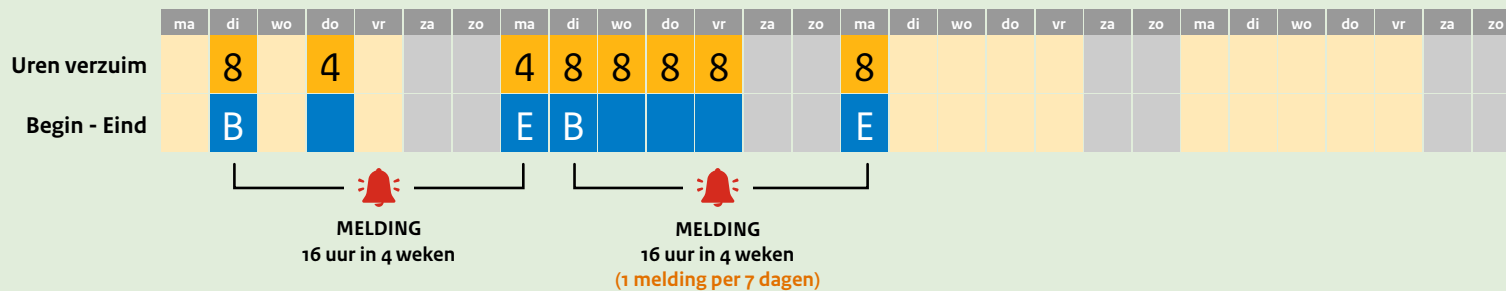 ma di wo do vr za zo ma di wo do vr za zo ma di wo do vr za zo ma di wo do vr za zo
Uren verzuim 8 4 4 8 8 8 8 8
Begin - Eind B E B E
MELDING MELDING
16 uur in 4 weken 16 uur in 4 weken
(1 melding per 7 dagen)